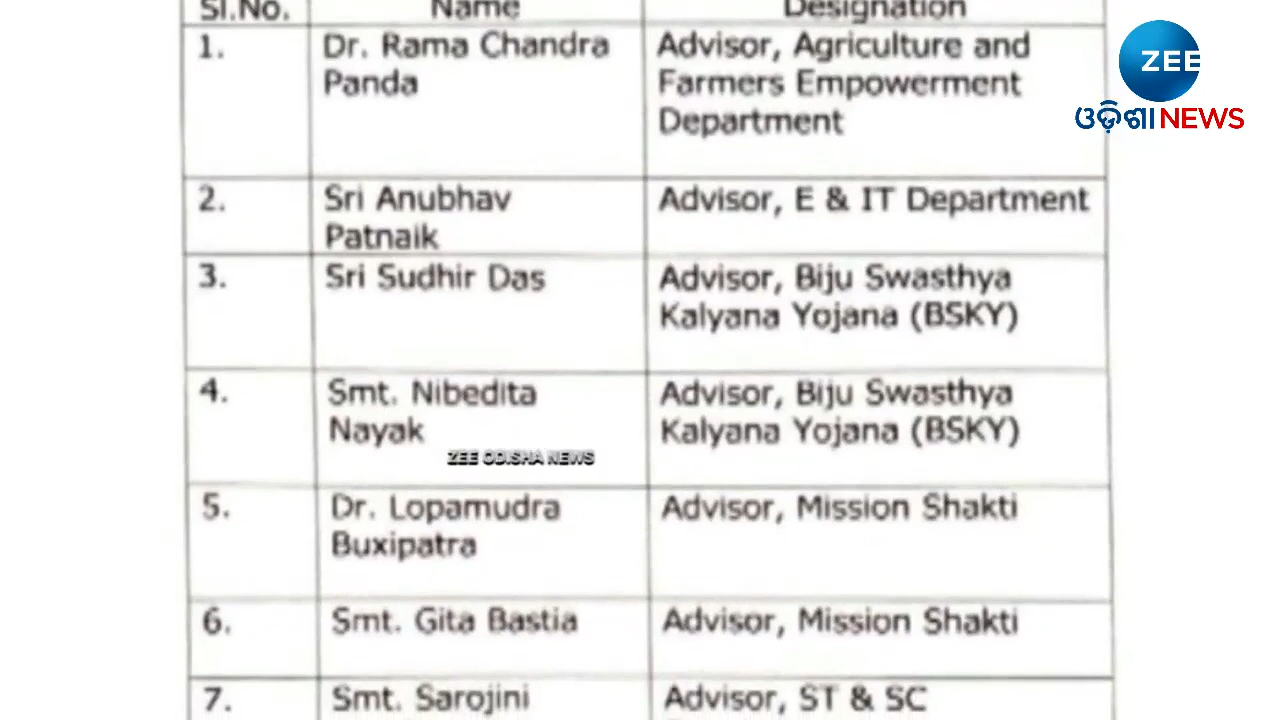 Sl.No. Name Designation
1. Dr. Rama Chandra Advisor, Agriculture and
Panda Farmers Empowerment
Department
2. Sri Anubhav Advisor, E & IT Department
Patnaik
3. Sri Sudhir Das Advisor, Biju Swasthya
Kalyana Yojana (BSKY)
4. Smt. Nibedita Advisor, Biju Swasthya
Nayak Kalyana Yojana (BSKY)
5. Dr. Lopamudra Advisor, Mission Shakti
Buxipatra
6. Smt. Gita Bastia Advisor, Mission Shakti
7. Smt. Sarojini Advisor, ST & SC
ZEE
ଓଡ଼ିଶା NEWS
ZEE ODISHA NEWS